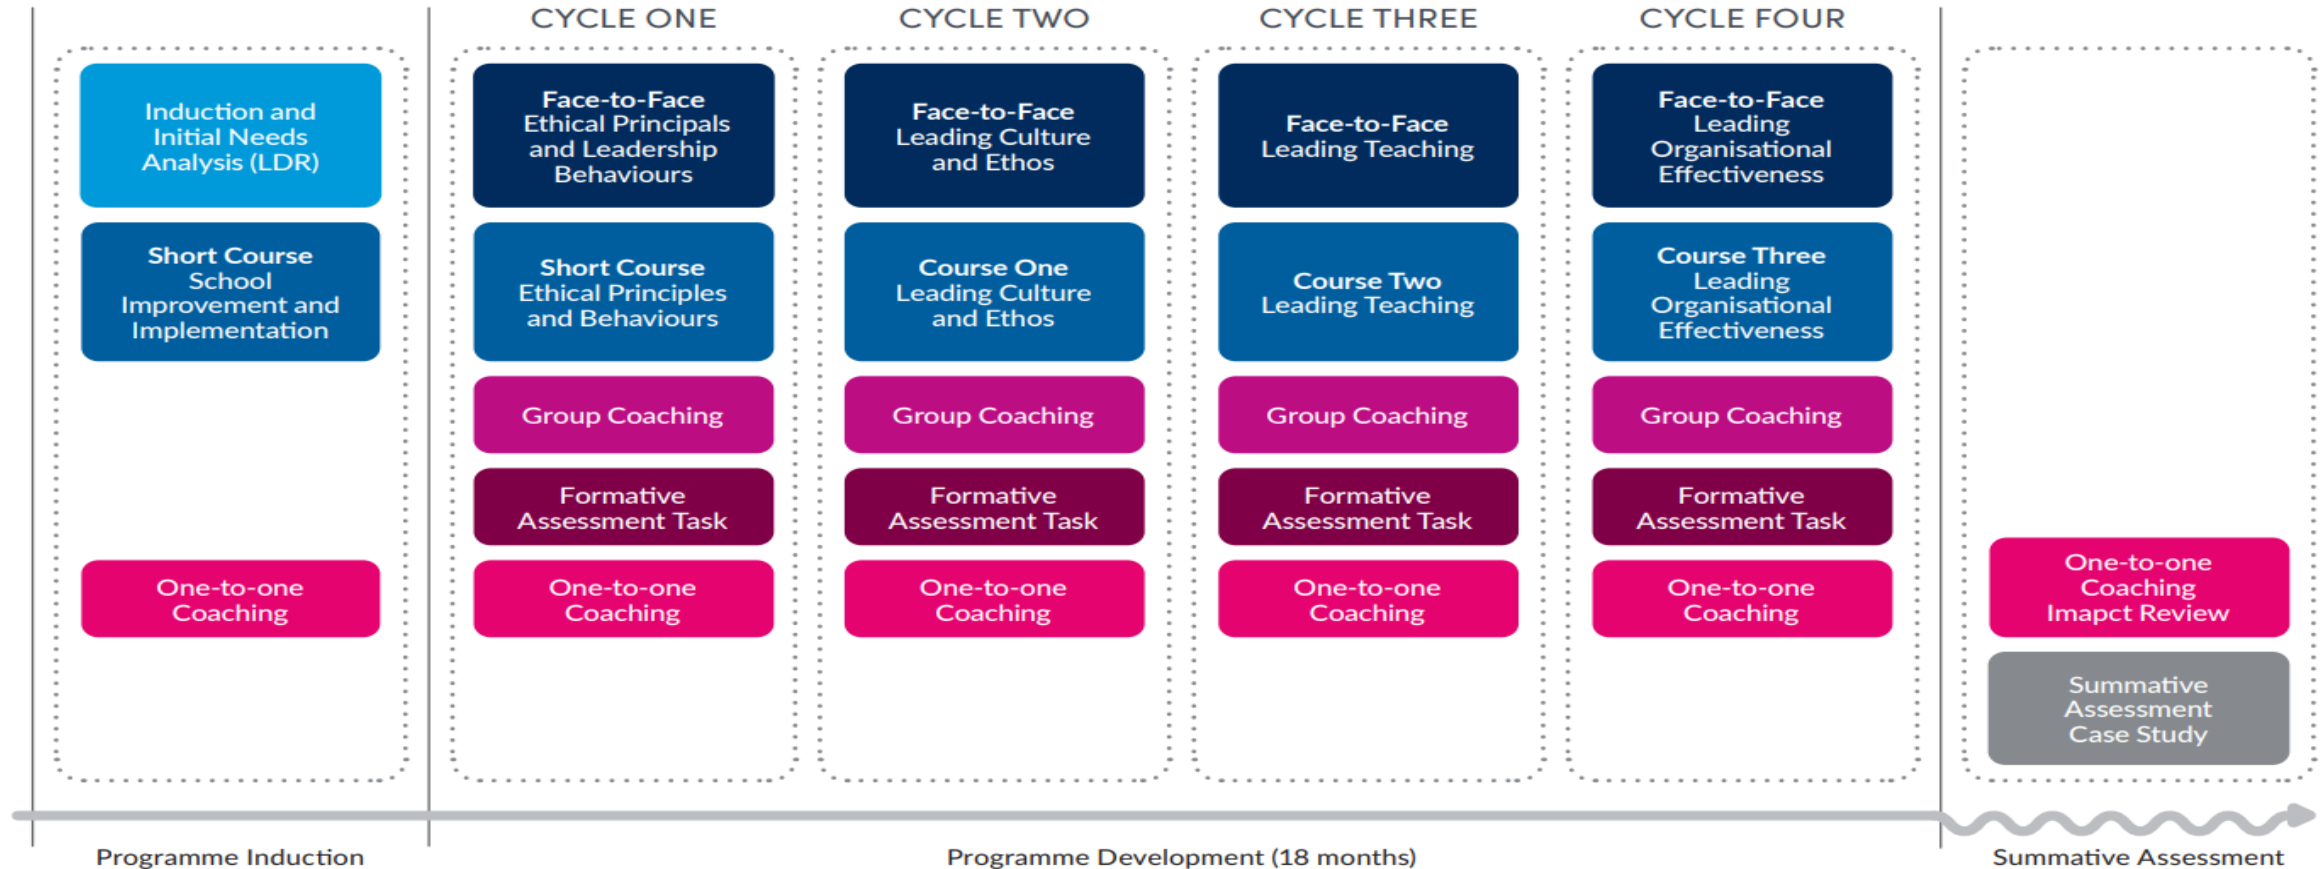 CYCLE ONE
CYCLE TWO
CYCLE THREE
CYCLE FOUR
Induction and
Initial Needs
Analysis (LDR)
Short Course
School
Improvement and
Implementation
One-to-one
Coaching
Face-to-Face
Ethical Principals
and Leadership
Behaviours
Short Course
Ethical Principles
and Behaviours
Group Coaching
Formative
Assessment Task
One-to-one
Coaching
Face-to-Face
Leading Culture
and Ethos
Course One
Leading Culture
and Ethos
Group Coaching
Formative
Assessment Task
One-to-one
Coaching
Face-to-Face
Leading Teaching
Course Two
Leading Teaching
Group Coaching
Formative
Assessment Task
One-to-one
Coaching
Face-to-Face
Leading
Organisational
Effectiveness
Course Three
Leading
Organisational
Effectiveness
Group Coaching
Formative
Assessment Task
One-to-one
Coaching
One-to-one
Coaching
Imapct Review
Summative
Assessment
Case Study
Programme Induction
Programme Development (18 months)
Summative Assessment